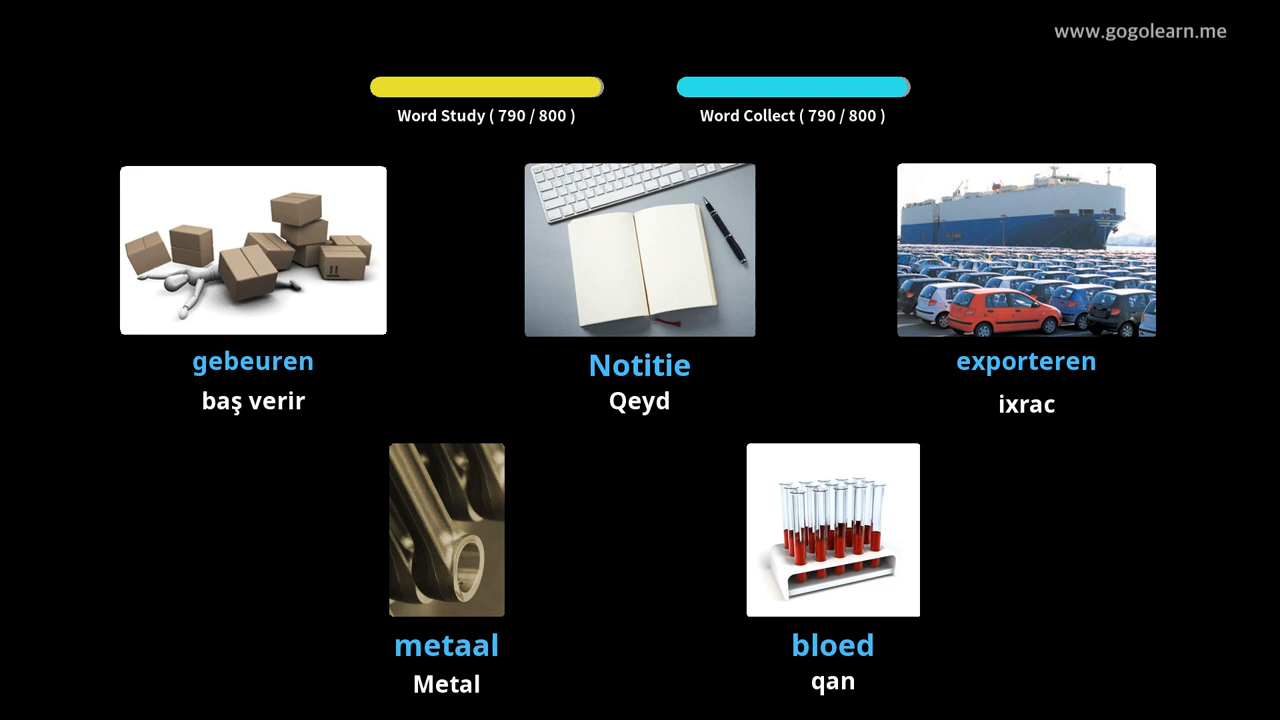 www.gogolearn.me
Word Study ( 790 / 800 )
Word Collect ( 790 / 800 )
gebeuren
baş verir
Notitie
Qeyd
exporteren
ixrac
metaal
Metal
bloed
qan